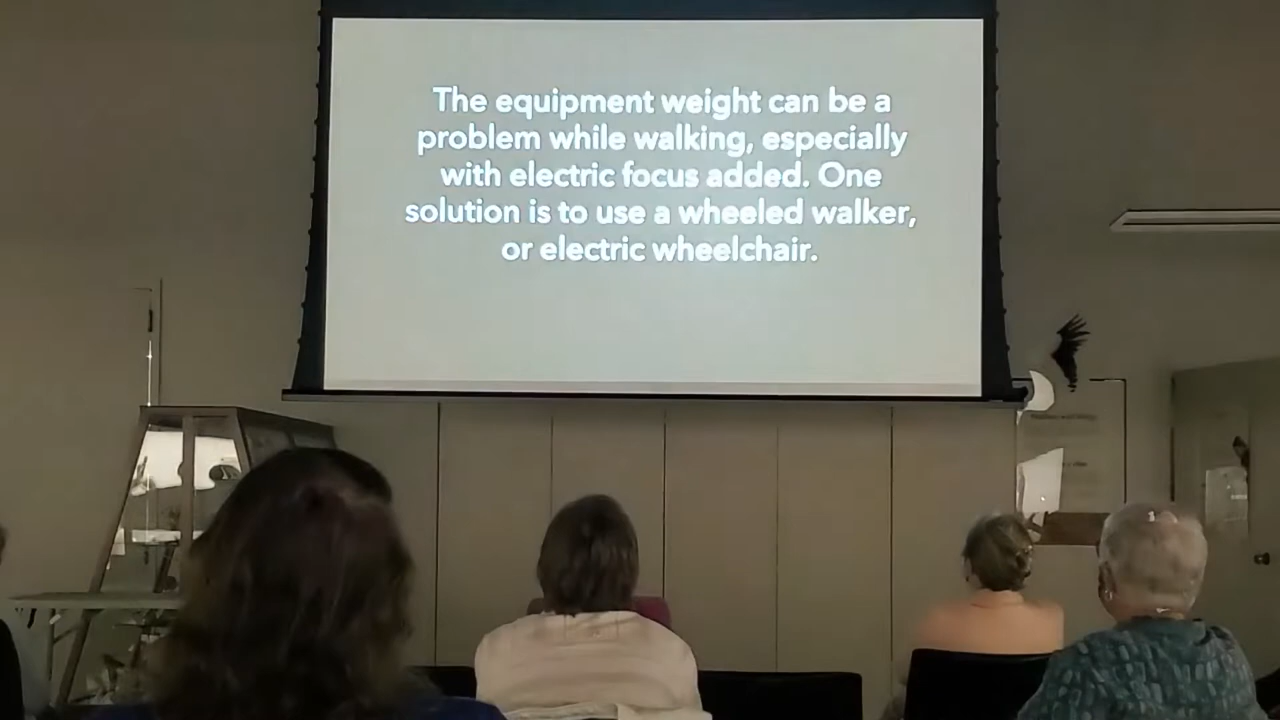 The equipment weight can be a
problem while walking, especially
with electric focus added. One
solution is to use a wheeled walker,
or electric wheelchair.